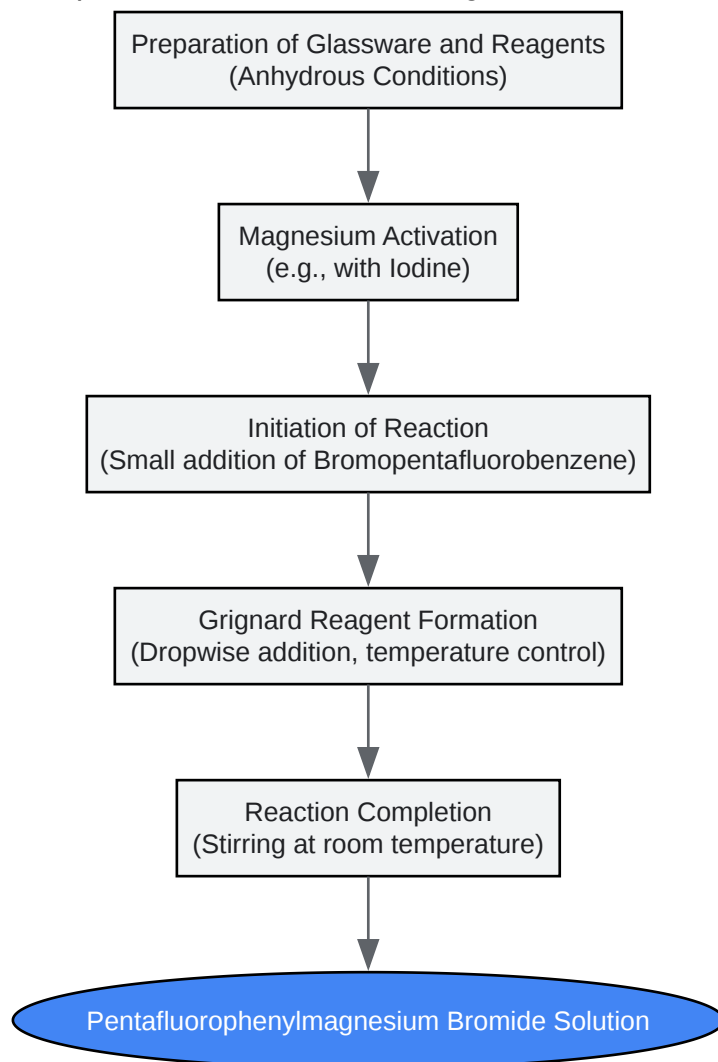 Preparation of Glassware and Reagents
(Anhydrous Conditions)
Magnesium Activation
(e.g., with Iodine)
Initiation of Reaction
(Small addition of Bromopentafluorobenzene)
Grignard Reagent Formation
(Dropwise addition, temperature control)
Reaction Completion
(Stirring at room temperature)
Pentafluorophenylmagnesium Bromide Solution